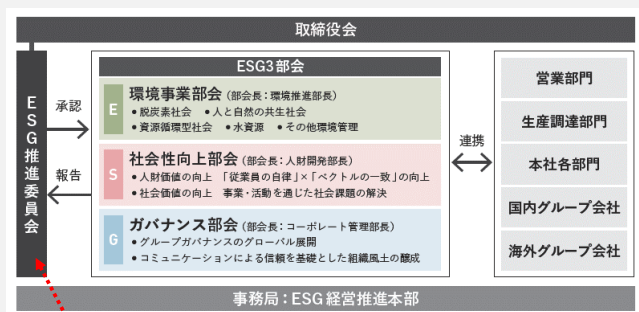 取締役会
ESG推進委員会
承認
報告
ESG3部会
E
環境事業部会（部会長：環境推進部長）
●脱炭素社会　●人と自然の共生社会
●資源循環型社会　●水資源　●その他環境管理
S
社会性向上部会（部会長：人財開発部長）
●人財価値の向上　「従業員の自律」×「ベクトルの一致」の向上
●社会価値の向上　事業・活動を通じた社会課題の解決
G
ガバナンス部会（部会長：コーポレート管理部長）
●グループガバナンスのグローバル展開
●コミュニケーションによる信頼を基礎とした組織風土の醸成
連携
営業部門
生産調達部門
本社各部門
国内グループ会社
海外グループ会社
事務局：ESG経営推進本部